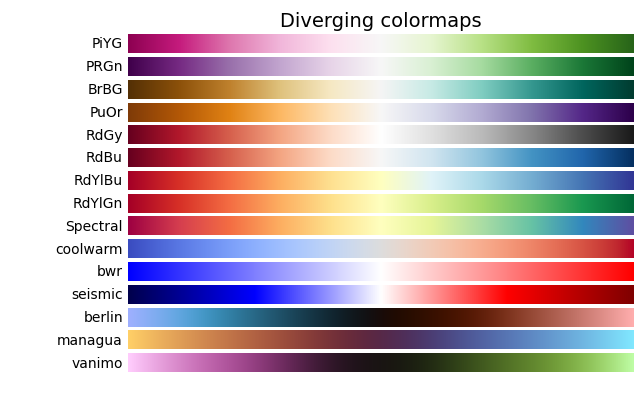 Diverging colormaps
PiYG
PRGn
BrBG
PuOr
RdGy
RdBu
RdYlBu
RdYlGn
Spectral
coolwarm
bwr
seismic
berlin
managua
vanimo